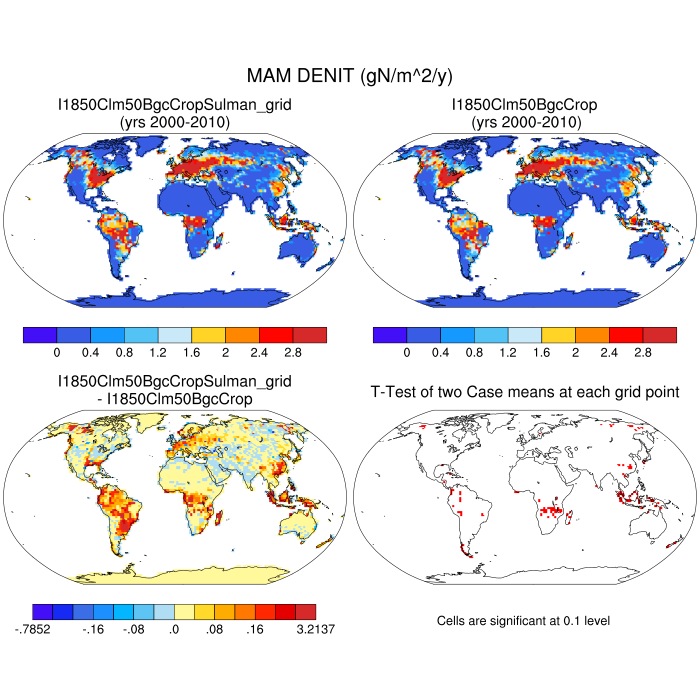 MAM DENIT (gN/m^2/y)
I1850Clm50BgcCropSulman_grid
(yrs 2000-2010)
I1850Clm50BgcCrop
(yrs 2000-2010)
0 0.4 0.8 1.2 1.6 2 2.4 2.8
0 0.4 0.8 1.2 1.6 2 2.4 2.8
I1850Clm50BgcCropSulman_grid
- I1850Clm50BgcCrop
T-Test of two Case means at each grid point
-.7852 -.16 -.08 .0 .08 .16 3.2137
Cells are significant at 0.1 level